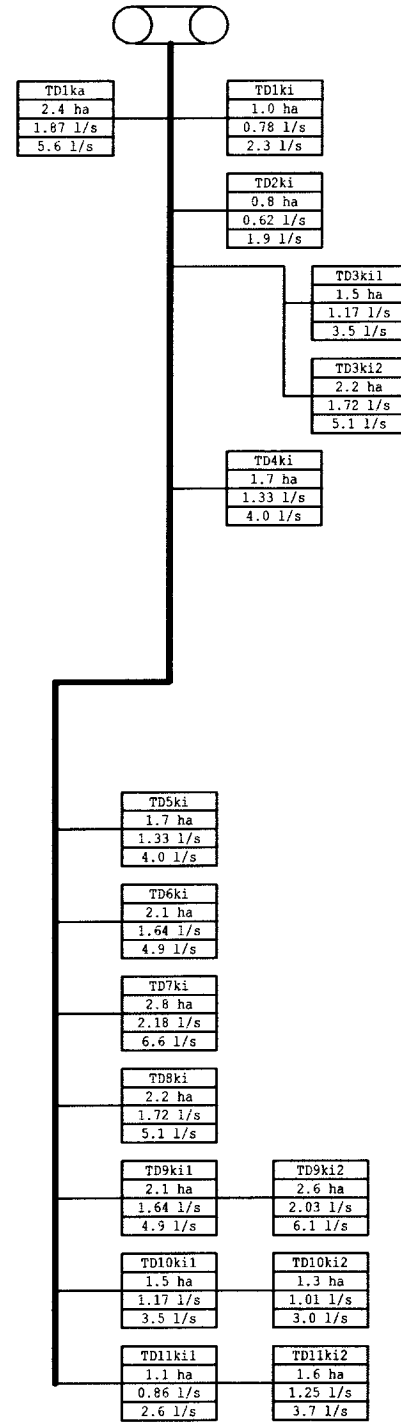 TD1ka
2.4 ha
1.87 l/s
5.6 l/s
TD1ki
1.0 ha
0.78 l/s
2.3 l/s
TD2ki
0.8 ha
0.62 l/s
1.9 l/s
TD3ki1
1.5 ha
1.17 l/s
3.5 l/s
TD3ki2
2.2 ha
1.72 l/s
5.1 l/s
TD4ki
1.7 ha
1.33 l/s
4.0 l/s
TD5ki
1.7 ha
1.33 l/s
4.0 l/s
TD6ki
2.1 ha
1.64 l/s
4.9 l/s
TD7ki
2.8 ha
2.18 l/s
6.6 l/s
TD8ki
2.2 ha
1.72 l/s
5.1 l/s
TD9ki1
2.1 ha
1.64 l/s
4.9 l/s
TD9ki2
2.6 ha
2.03 l/s
6.1 l/s
TD10ki1
1.5 ha
1.17 l/s
3.5 l/s
TD10ki2
1.3 ha
1.01 l/s
3.0 l/s
TD11ki1
1.1 ha
0.86 l/s
2.6 l/s
TD11ki2
1.6 ha
1.25 l/s
3.7 l/s